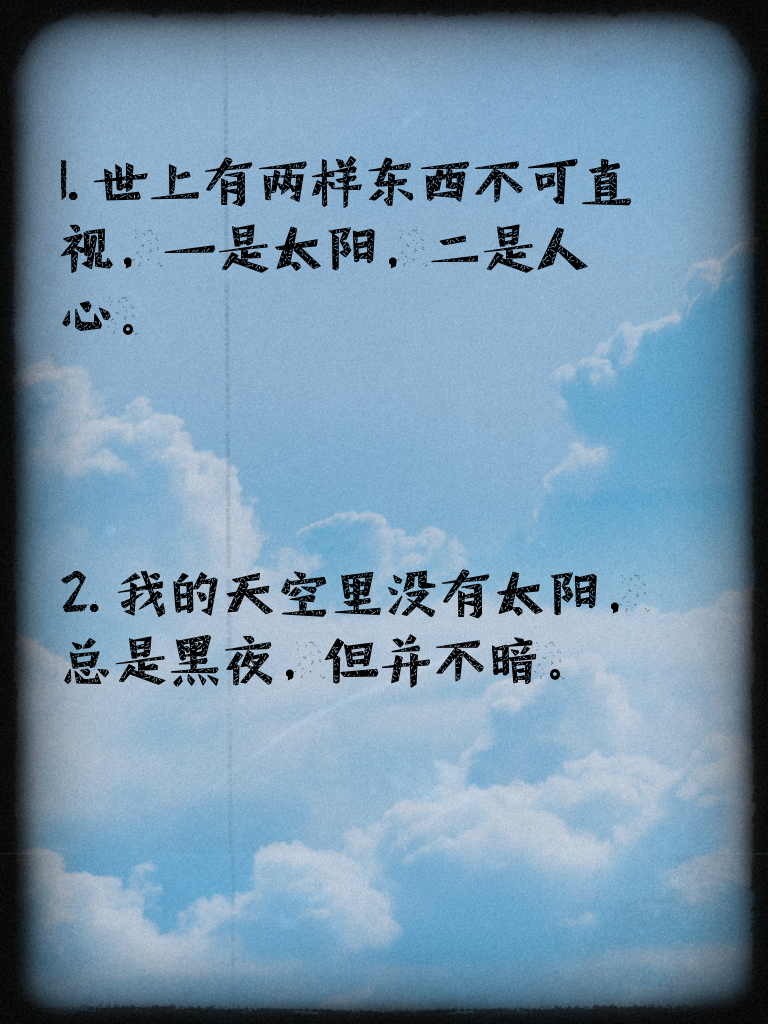 1. 世上有两样东西不可直
视，一是太阳，二是人
心。
2. 我的天空里没有太阳，
总是黑夜，但并不暗。